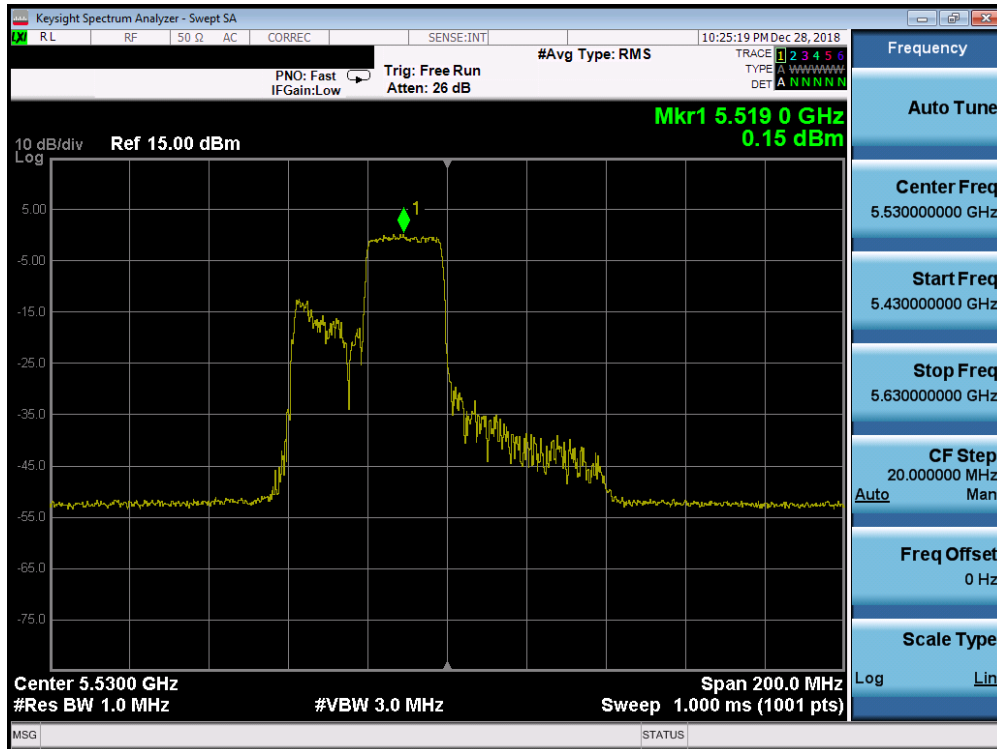 Keysight Spectrum Analyzer - Swept SA
LXI RL RF 50 Ω AC CORREC SENSE:INT 10:25:19 PM Dec 28, 2018
#Avg Type: RMS
TRACE 1 2 3 4 5 6
TYPE A WWWWW
DET A N N N N N
PNO: Fast Trig: Free Run
IFGain:Low Atten: 26 dB
Mkr1 5.519 0 GHz
0.15 dBm
10 dB/div Ref 15.00 dBm
Log
1
5.00
-5.00
-15.0
-25.0
-35.0
-45.0
-55.0
-65.0
-75.0
Center 5.5300 GHz Span 200.0 MHz
#Res BW 1.0 MHz #VBW 3.0 MHz Sweep 1.000 ms (1001 pts)
MSG STATUS
Frequency
Auto Tune
Center Freq
5.530000000 GHz
Start Freq
5.430000000 GHz
Stop Freq
5.630000000 GHz
CF Step
20.000000 MHz
Auto Man
Freq Offset
0 Hz
Scale Type
Log Lin